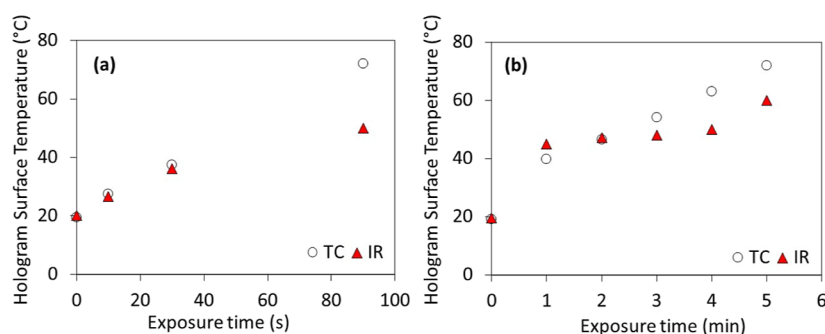 Hologram Surface Temperature (°C)
80
60
40
20
0
(a)
TC
IR
0 20 40 60 80 100
Exposure time (s)
Hologram Surface Temperature (°C)
80
60
40
20
0
(b)
TC
IR
0 1 2 3 4 5 6
Exposure time (min)